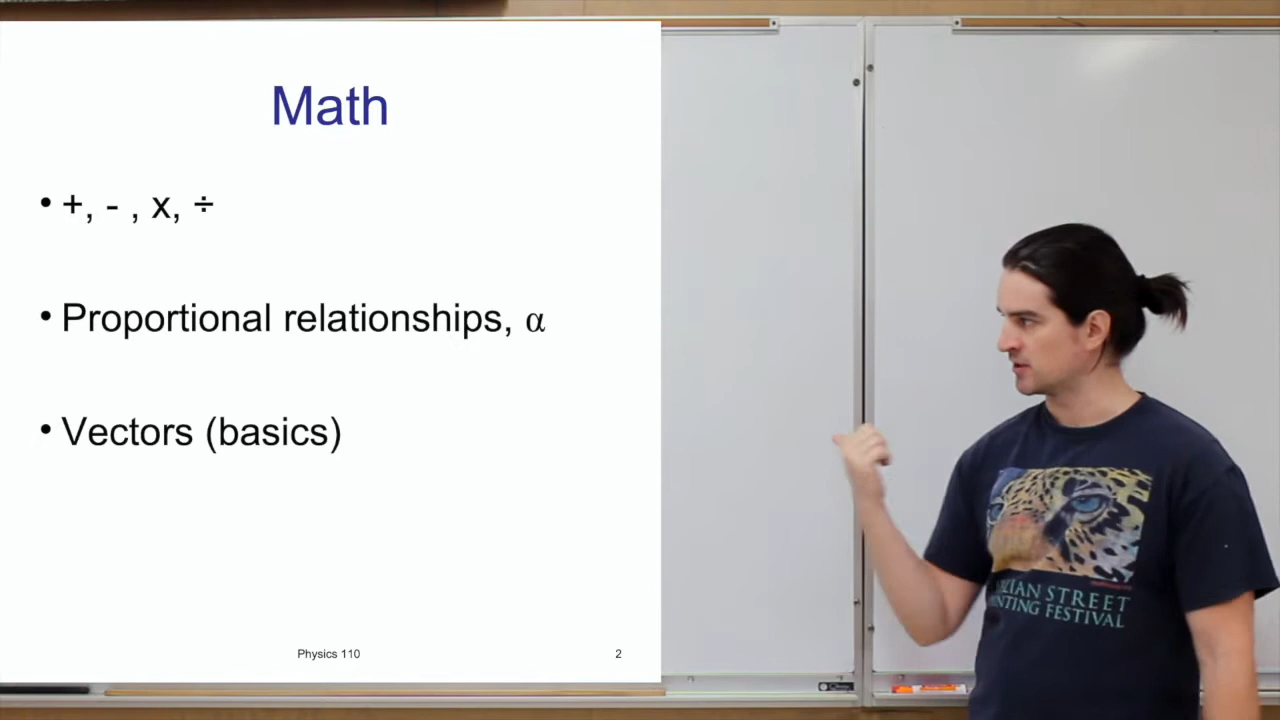 Math
• +, - , x, ÷
• Proportional relationships, α
• Vectors (basics)
Physics 110
2
STREET
FESTIVAL